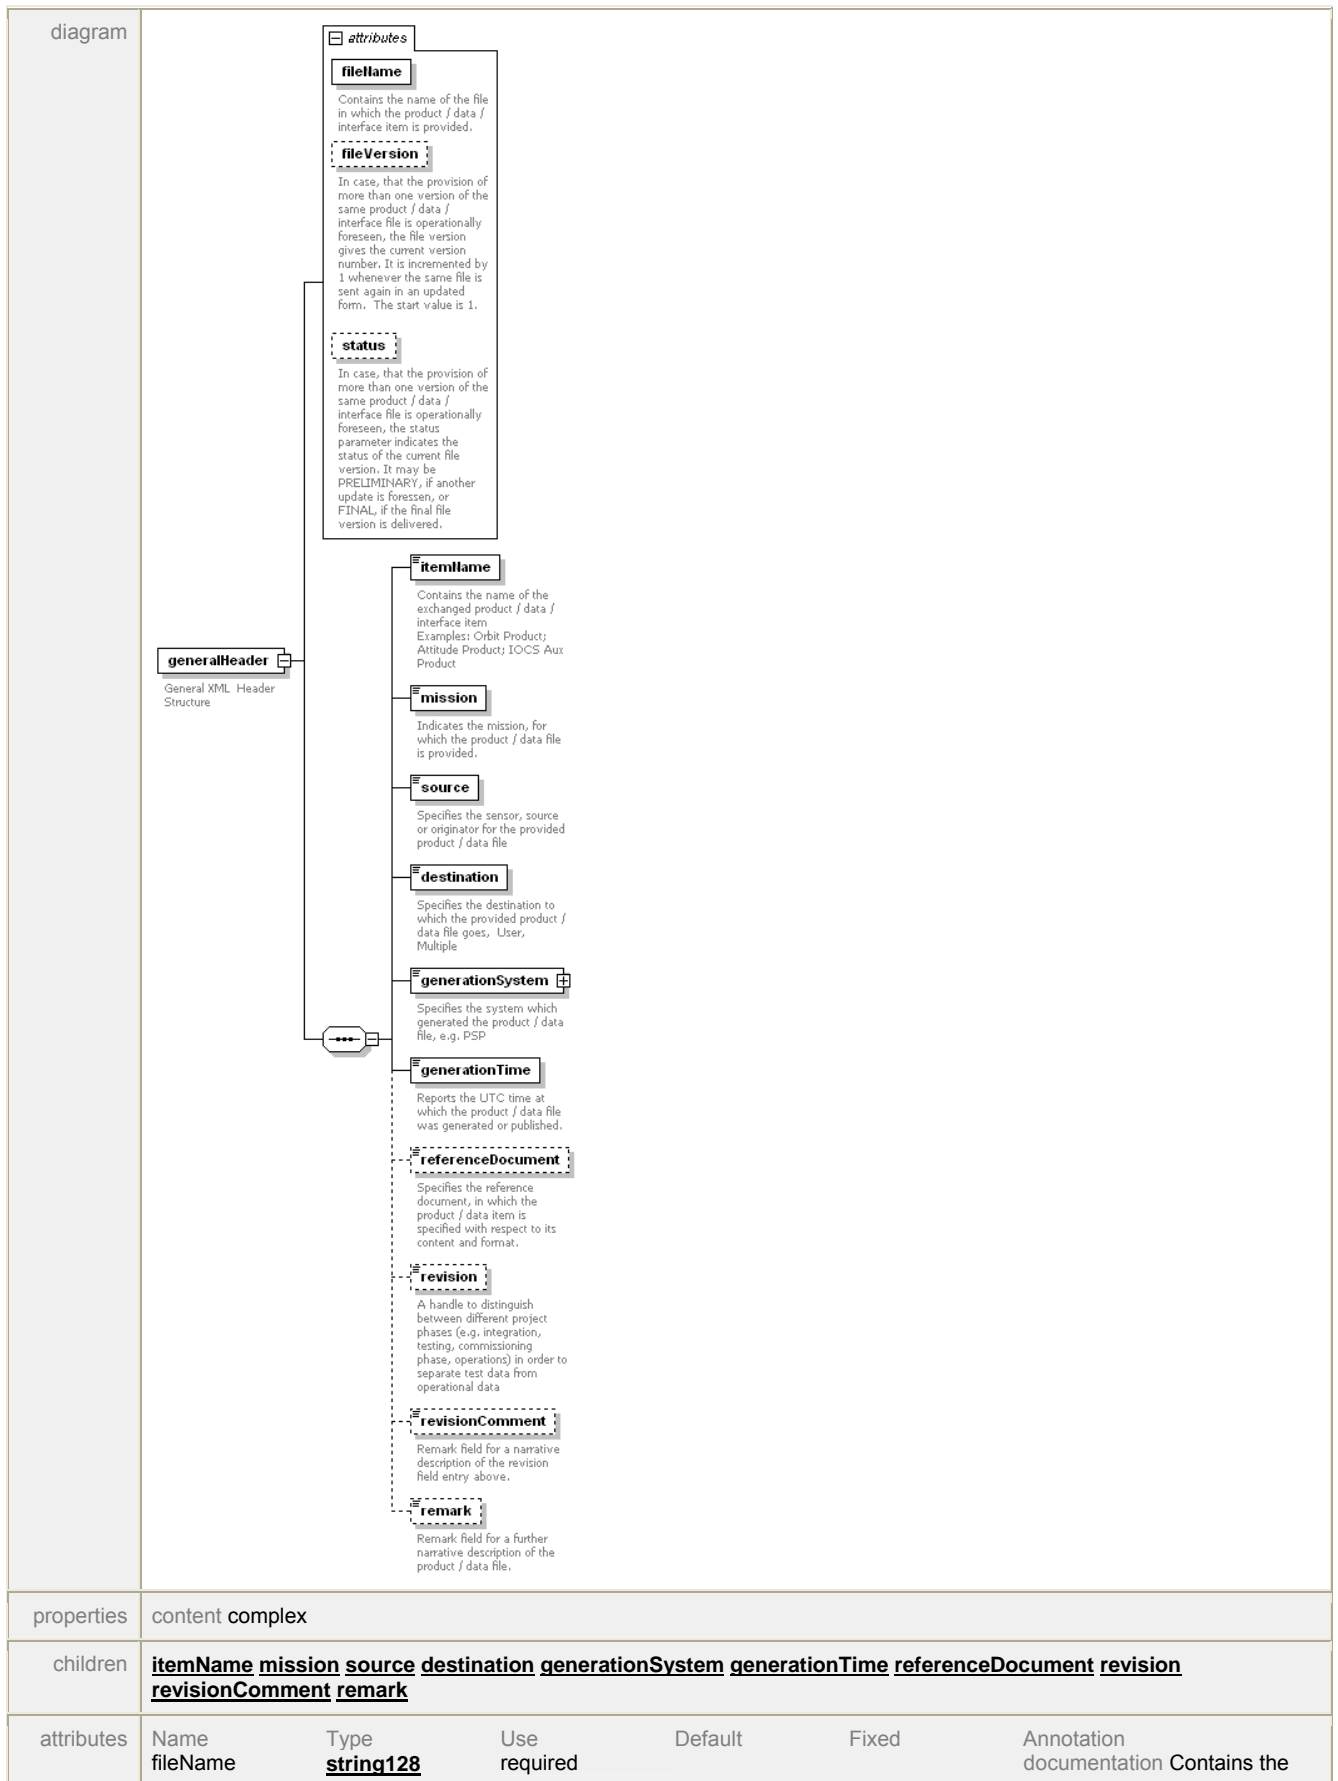 diagram
attributes
fileName
Contains the name of the file
in which the product / data /
interface item is provided.
fileVersion
In case, that the provision of
more than one version of the
same product / data /
interface file is operationally
foreseen, the file version
gives the current version
number. It is incremented by
1 whenever the same file is
sent again in an updated
form. The start value is 1.
status
In case, that the provision of
more than one version of the
same product / data /
interface file is operationally
foreseen, the status
parameter indicates the
status of the current file
version. It may be
PRELIMINARY, if another
update is foressen, or
FINAL, if the final file
version is delivered.
generalHeader
General XML Header
Structure
itemName
Contains the name of the
exchanged product / data /
interface item
Examples: Orbit Product;
Attitude Product; IOCS Aux
Product
mission
Indicates the mission, for
which the product / data file
is provided.
source
Specifies the sensor, source
or originator for the provided
product / data file
destination
Specifies the destination to
which the provided product /
data file goes, User,
Multiple
generationSystem
Specifies the system which
generated the product / data
file, e.g. PSP
generationTime
Reports the UTC time at
which the product / data file
was generated or published.
referenceDocument
Specifies the reference
document, in which the
product / data item is
specified with respect to its
content and format.
revision
A handle to distinguish
between different project
phases (e.g. integration,
testing, commissioning
phase, operations) in order to
separate test data from
operational data
revisionComment
Remark field for a narrative
description of the revision
field entry above.
remark
Remark field for a further
narrative description of the
product / data file.
properties content complex
children itemName mission source destination generationSystem generationTime referenceDocument revision
revisionComment remark
attributes Name Type Use Default Fixed Annotation
fileName string128 required documentation Contains the